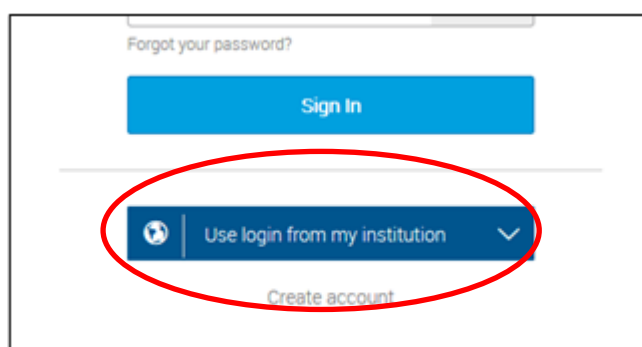 Forgot your password?
Sign In
Use login from my institution
Create account